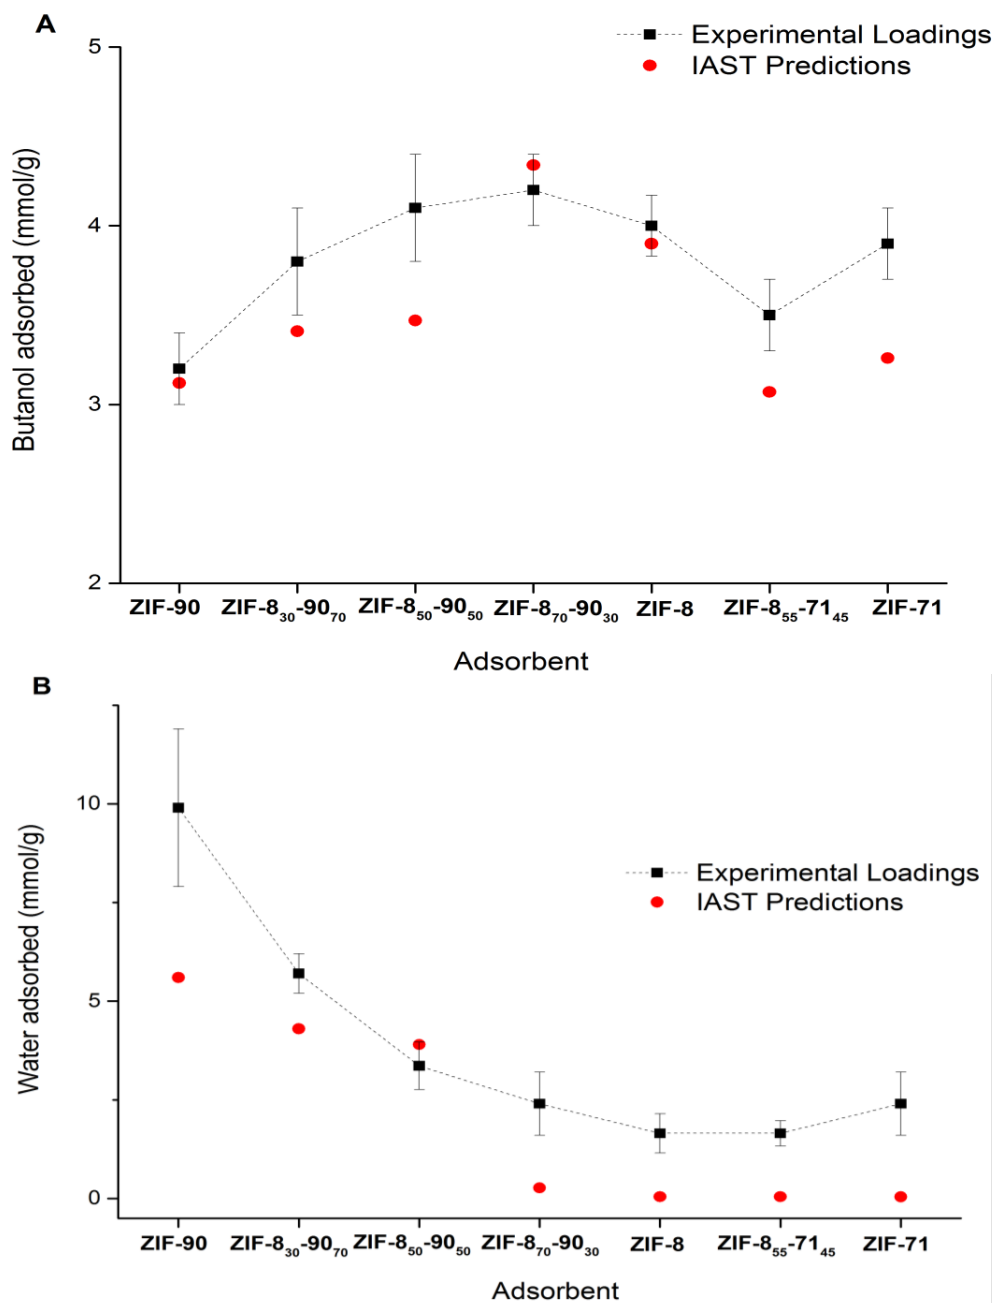 A
Experimental Loadings
IAST Predictions
5
4
3
2
Butanol adsorbed (mmol/g)
ZIF-90 ZIF-8₃₀-90₇₀ ZIF-8₅₀-90₅₀ ZIF-8₇₀-90₃₀ ZIF-8 ZIF-8₅₅-71₄₅ ZIF-71
Adsorbent
B
Experimental Loadings
IAST Predictions
10
5
0
Water adsorbed (mmol/g)
ZIF-90 ZIF-8₃₀-90₇₀ ZIF-8₅₀-90₅₀ ZIF-8₇₀-90₃₀ ZIF-8 ZIF-8₅₅-71₄₅ ZIF-71
Adsorbent